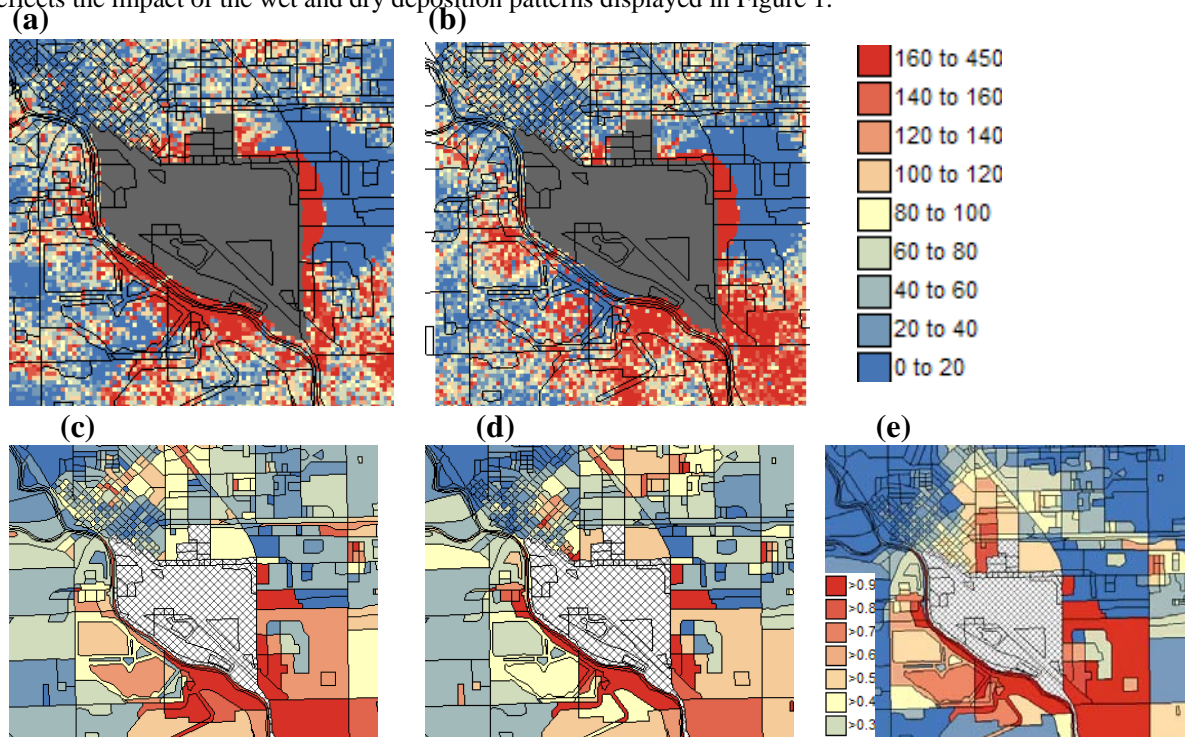 effects the impact of the wet and dry deposition patterns displayed in Figure 1.
(a)
(b)
160 to 450
140 to 160
120 to 140
100 to 120
80 to 100
60 to 80
40 to 60
20 to 40
0 to 20
(c)
(d)
(e)
>0.9
>0.8
>0.7
>0.6
>0.5
>0.4
>0.3